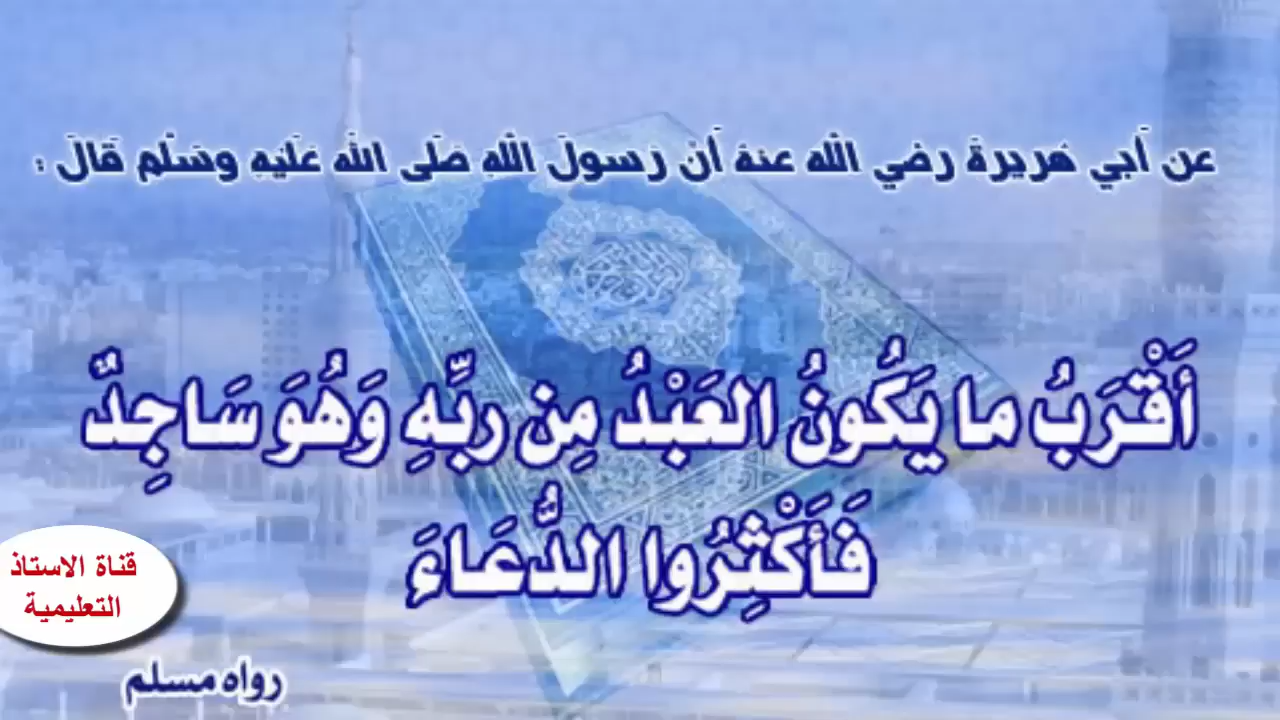 عن أبي هريرة رضي الله عنه أن رسول الله صلى الله عليه وسلم قال :
أَقْرَبُ ما يَكُونُ العَبْدُ مِن ربِّهِ وَهُوَ سَاجِدٌ
فَأَكْثِرُوا الدُّعَاءَ
قناة الاستاذ
التعليمية
رواه مسلم